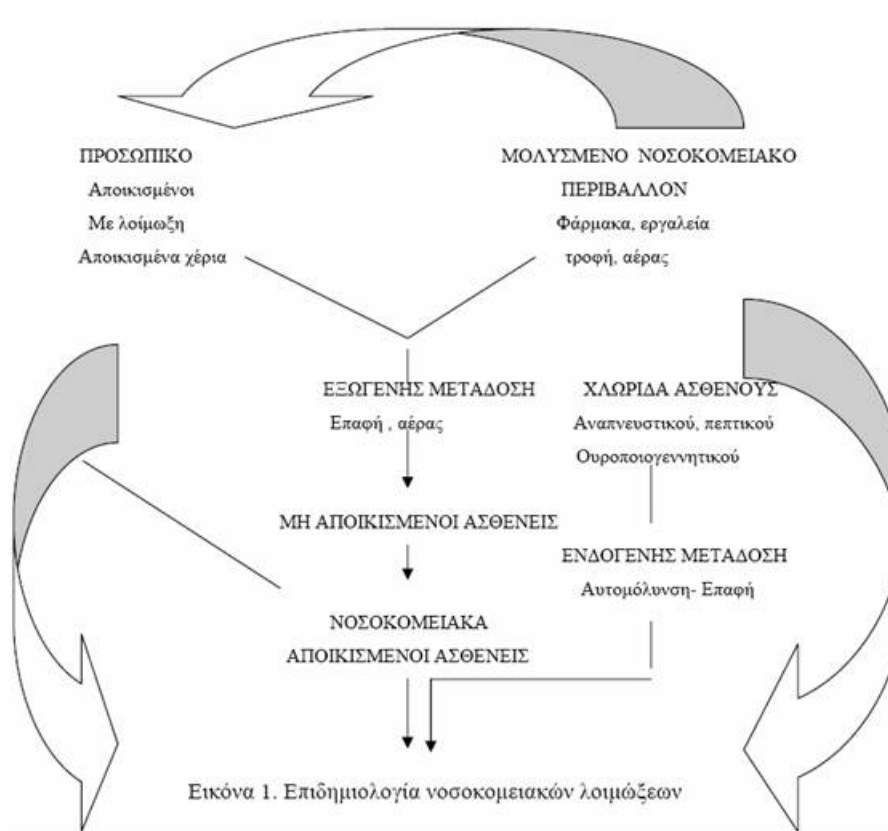 ΠΡΟΣΩΠΙΚΟ
Αποικισμένοι
Με λοίμωξη
Αποικισμένα χέρια
ΜΟΛΥΣΜΕΝΟ ΝΟΣΟΚΟΜΕΙΑΚΟ
ΠΕΡΙΒΑΛΛΟΝ
Φάρμακα, εργαλεία
τροφή, αέρας
ΕΞΩΓΕΝΗΣ ΜΕΤΑΔΟΣΗ
Επαφή , αέρας
ΧΛΩΡΙΔΑ ΑΣΘΕΝΟΥΣ
Αναπνευστικού, πεπτικού
Ουροποιογεννητικού
ΜΗ ΑΠΟΙΚΙΣΜΕΝΟΙ ΑΣΘΕΝΕΙΣ
ΕΝΔΟΓΕΝΗΣ ΜΕΤΑΔΟΣΗ
Αυτομόλυνση- Επαφή
ΝΟΣΟΚΟΜΕΙΑΚΑ
ΑΠΟΙΚΙΣΜΕΝΟΙ ΑΣΘΕΝΕΙΣ
Εικόνα 1. Επιδημιολογία νοσοκομειακών λοιμώξεων